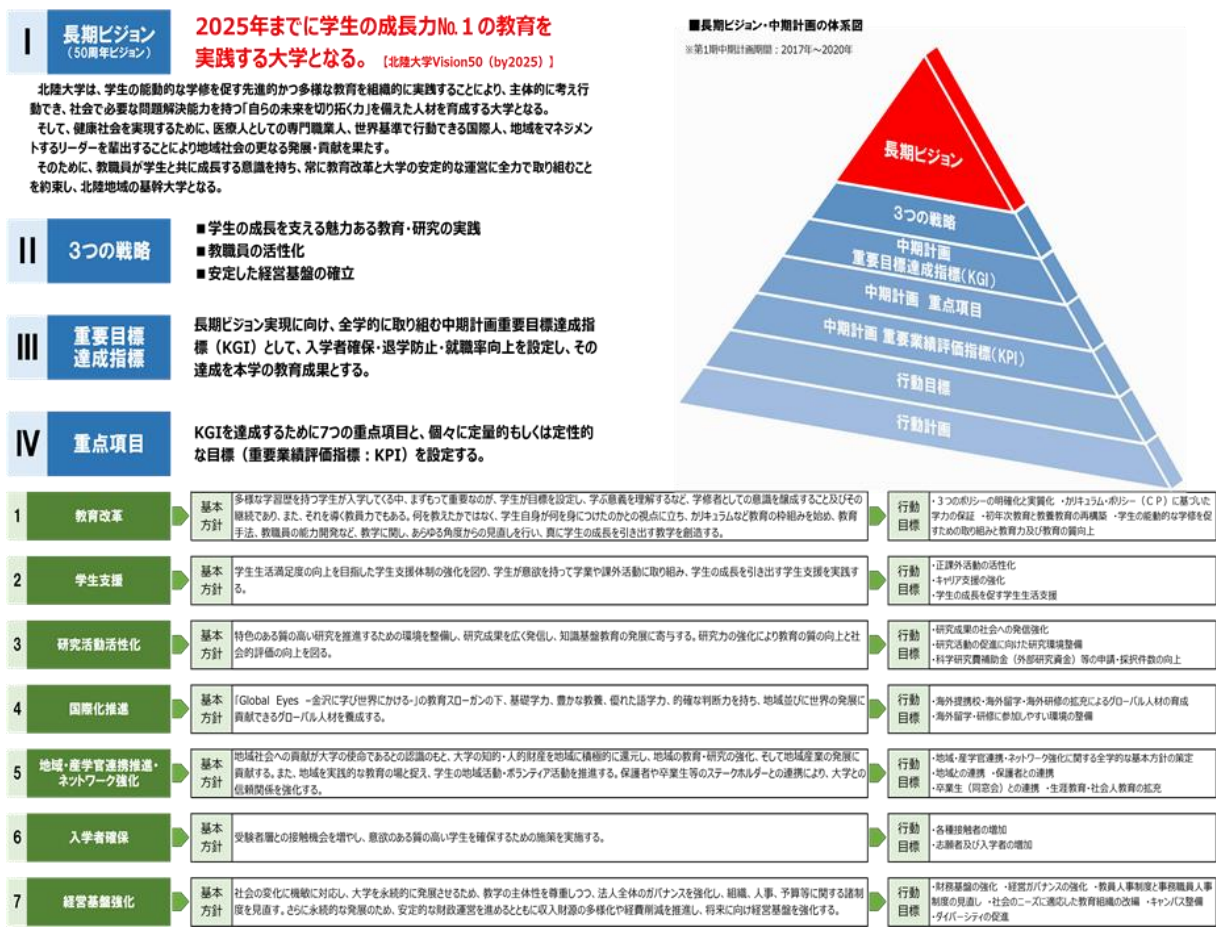 I
長期ビジョン
(50周年ビジョン)
2025年までに学生の成長力№１の教育を
実践する大学となる。【北陸大学Vision50（by2025）】
北陸大学は、学生の能動的な学修を促す先進的かつ多様な教育を組織的に実践することにより、主体的に考え行
動でき、社会で必要な問題解決能力を持つ「自らの未来を切り拓く力」を備えた人材を育成する大学となる。
そして、健康社会を実現するために、医療人としての専門職業人、世界基準で行動できる国際人、地域をマネジメン
トするリーダーを輩出することにより地域社会の更なる発展・貢献を果たす。
そのために、教職員が学生と共に成長する意識を持ち、常に教育改革と大学の安定的な運営に全力で取り組むこと
を約束し、北陸地域の基幹大学となる。
II
３つの戦略
■学生の成長を支える魅力ある教育・研究の実践
■教職員の活性化
■安定した経営基盤の確立
III
重要目標
達成指標
長期ビジョン実現に向け、全学的に取り組む中期計画重要目標達成指
標（KGI）として、入学者確保・退学防止・就職率向上を設定し、その
達成を本学の教育成果とする。
IV
重点項目
KGIを達成するために7つの重点項目と、個々に定量的もしくは定性的
な目標（重要業績評価指標：KPI）を設定する。
■長期ビジョン・中期計画の体系図
※第1期中期計画期間：2017年～2020年
長期ビジョン
３つの戦略
中期計画
重要目標達成指標(KGI)
中期計画 重点項目
中期計画 重要業績評価指標(KPI)
行動目標
行動計画
1
教育改革
基本
方針
多様な学習歴を持つ学生が入学してくる中、まずもって重要なのが、学生が目標を設定し、学ぶ意義を理解するなど、学修者としての意識を醸成すること及びその
継続であり、また、それを導く教員力でもある。何を教えたかではなく、学生自身が何を身につけたのかとの視点に立ち、カリキュラムなど教育の枠組みを始め、教育
手法、教職員の能力開発など、教学に関し、あらゆる角度からの見直しを行い、真に学生の成長を引き出す教学を創造する。
行動
目標
・３つのポリシーの明確化と実質化 ・カリキュラム・ポリシー（ＣＰ）に基づいた
学力の保証 ・初年次教育と教養教育の再構築 ・学生の能動的な学修を促
すための取り組みと教育力及び教育の質向上
2
学生支援
基本
方針
学生生活満足度の向上を目指した学生支援体制の強化を図り、学生が意欲を持って学業や課外活動に取り組み、学生の成長を引き出す学生支援を実践す
る。
行動
目標
・正課外活動の活性化
・キャリア支援の強化
・学生の成長を促す学生生活支援
3
研究活動活性化
基本
方針
特色のある質の高い研究を推進するための環境を整備し、研究成果を広く発信し、知識基盤教育の発展に寄与する。研究力の強化により教育の質の向上と社
会的評価の向上を図る。
行動
目標
・研究成果の社会への発信強化
・研究活動の促進に向けた研究環境整備
・科学研究費補助金（外部研究資金）等の申請・採択件数の向上
4
国際化推進
基本
方針
「Global Eyes －金沢に学び世界にかける-」の教育スローガンの下、基礎学力、豊かな教養、優れた語学力、的確な判断力を持ち、地域並びに世界の発展に
貢献できるグローバル人材を養成する。
行動
目標
・海外提携校・海外留学・海外研修の拡充によるグローバル人材の育成
・海外留学・研修に参加しやすい環境の整備
5
地域・産学官連携推進・
ネットワーク強化
基本
方針
地域社会への貢献が大学の使命であるとの認識のもと、大学の知的・人的財産を地域に積極的に還元し、地域の教育・研究の強化、そして地域産業の発展に
貢献する。また、地域を実践的な教育の場と捉え、学生の地域活動・ボランティア活動を推進する。保護者や卒業生等のステークホルダーとの連携により、大学との
信頼関係を強化する。
行動
目標
・地域・産学官連携・ネットワーク強化に関する全学的な基本方針の策定
・地域との連携 ・保護者との連携
・卒業生（同窓会）との連携 ・生涯教育・社会人教育の拡充
6
入学者確保
基本
方針
受験者層との接触機会を増やし、意欲のある質の高い学生を確保するための施策を実施する。
行動
目標
・各種接触者の増加
・志願者及び入学者の増加
7
経営基盤強化
基本
方針
社会の変化に機敏に対応し、大学を永続的に発展させるため、教学の主体性を尊重しつつ、法人全体のガバナンスを強化し、組織、人事、予算等に関する諸制
度を見直す。さらに永続的な発展のため、安定的な財政運営を進めるとともに収入財源の多様化や経費削減を推進し、将来に向け経営基盤を強化する。
行動
目標
・財務基盤の強化 ・経営ガバナンスの強化 ・教員人事制度と事務職員人事
制度の見直し ・社会のニーズに適応した教育組織の改編 ・キャンパス整備
・ダイバーシティの促進